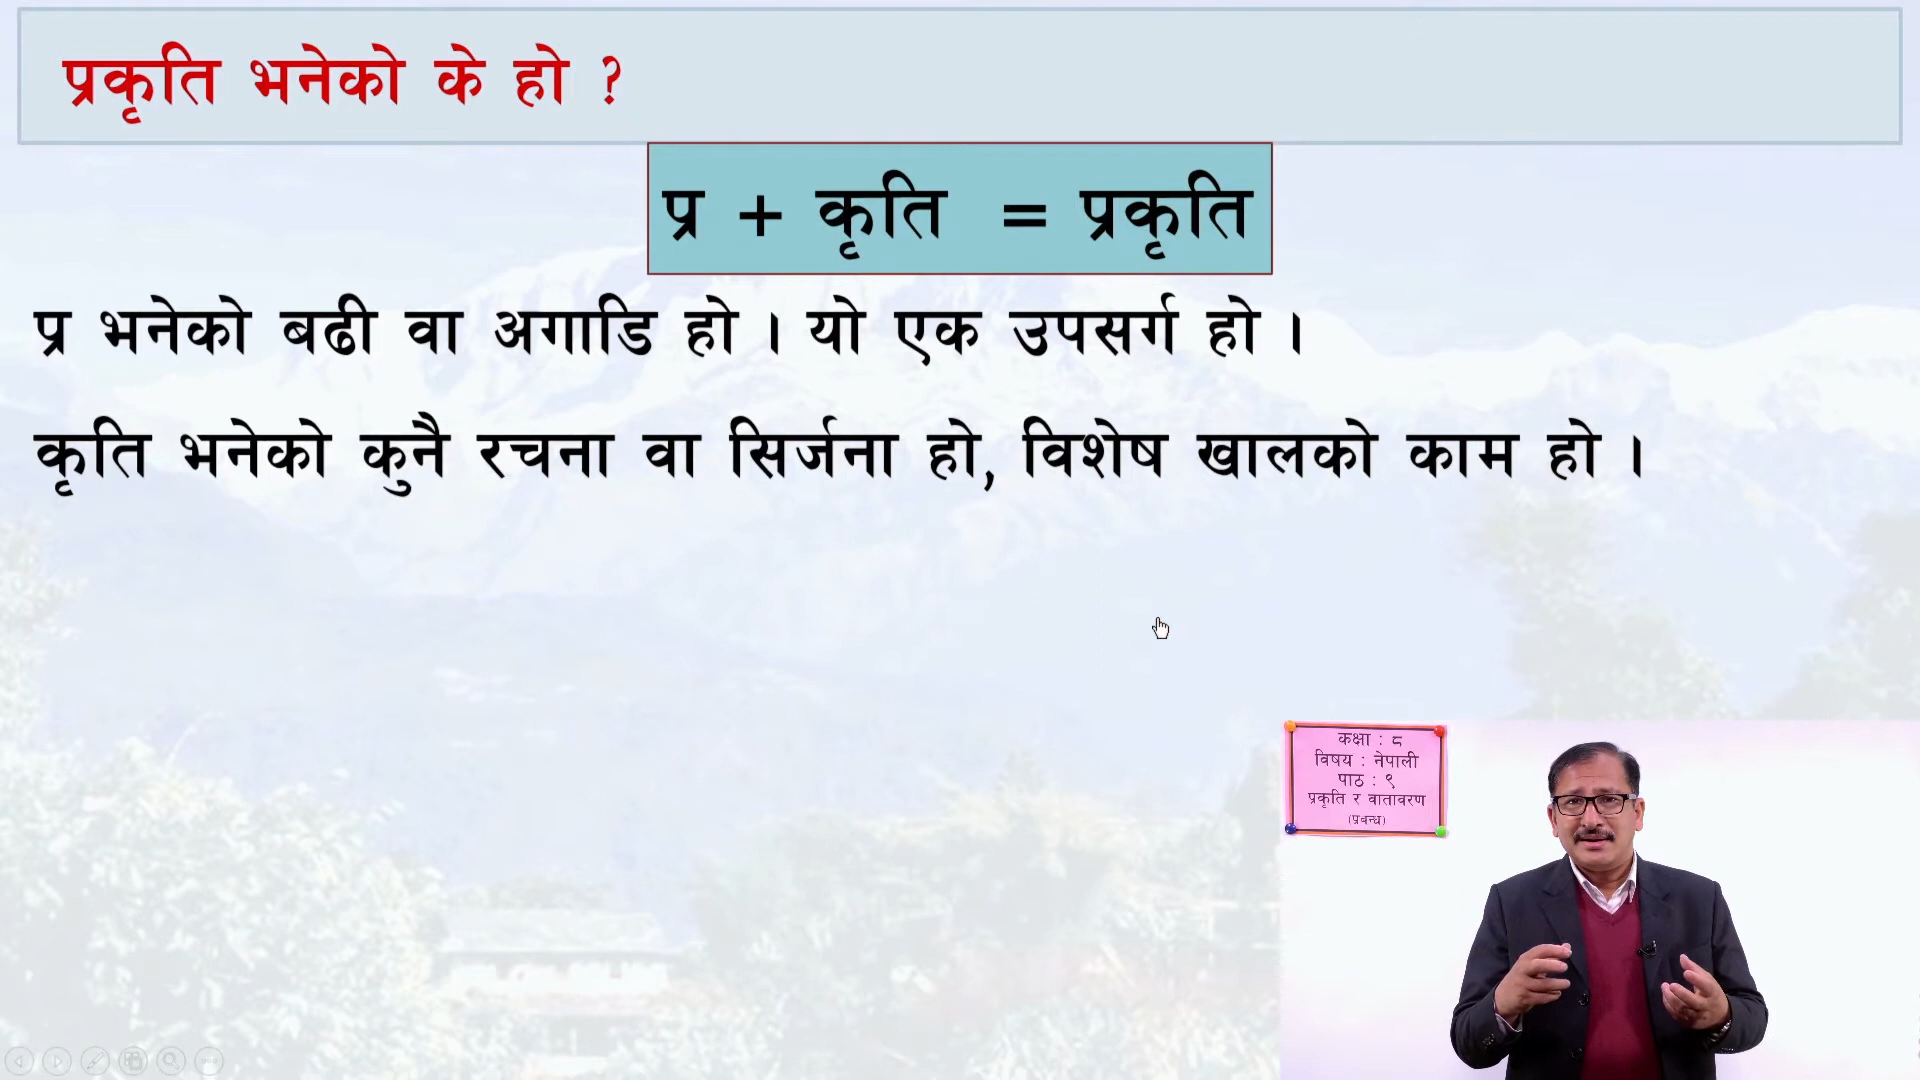 प्रकृति भनेको के हो ?
प्र + कृति = प्रकृति
प्र भनेको बढी वा अगाडि हो । यो एक उपसर्ग हो ।
कृति भनेको कुनै रचना वा सिर्जना हो, विशेष खालको काम हो ।
कक्षा : ८
विषय : नेपाली
पाठ : ९
प्रकृति र वातावरण
(प्रबन्ध)